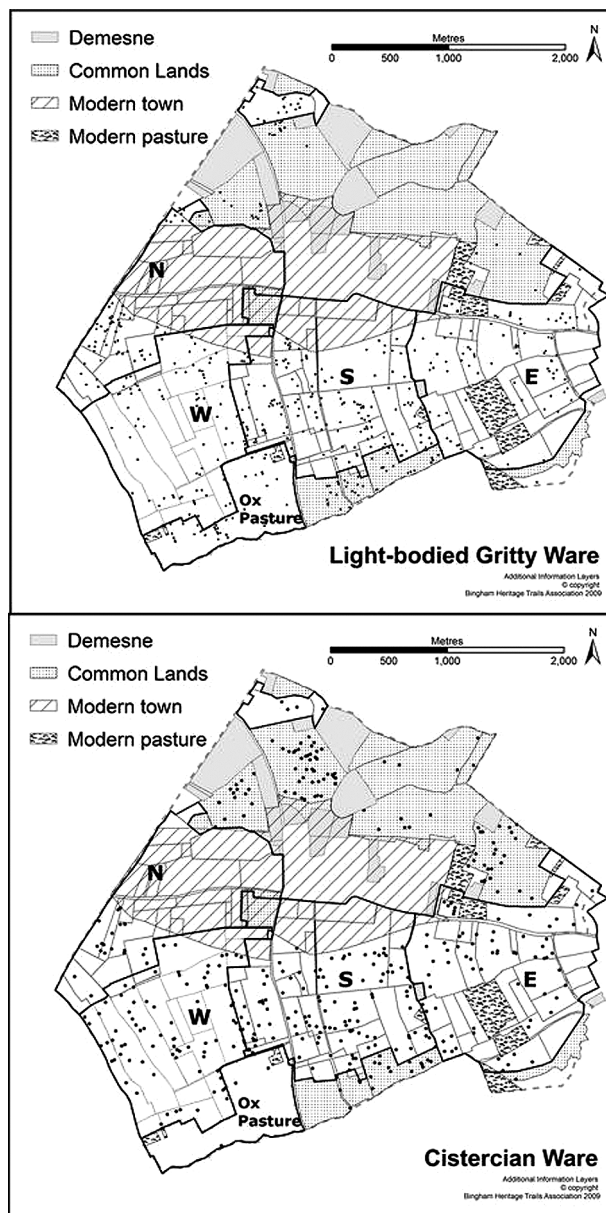 Demesne
Common Lands
Modern town
Modern pasture
Metres
0 500 1,000 2,000
N
N
S
E
W
Ox
Pasture
Light-bodied Gritty Ware
Additional Information Layers
© copyright
Bingham Heritage Trails Association 2009
Demesne
Common Lands
Modern town
Modern pasture
Metres
0 500 1,000 2,000
N
N
S
E
W
Ox
Pasture
Cistercian Ware
Additional Information Layers
© copyright
Bingham Heritage Trails Association 2009